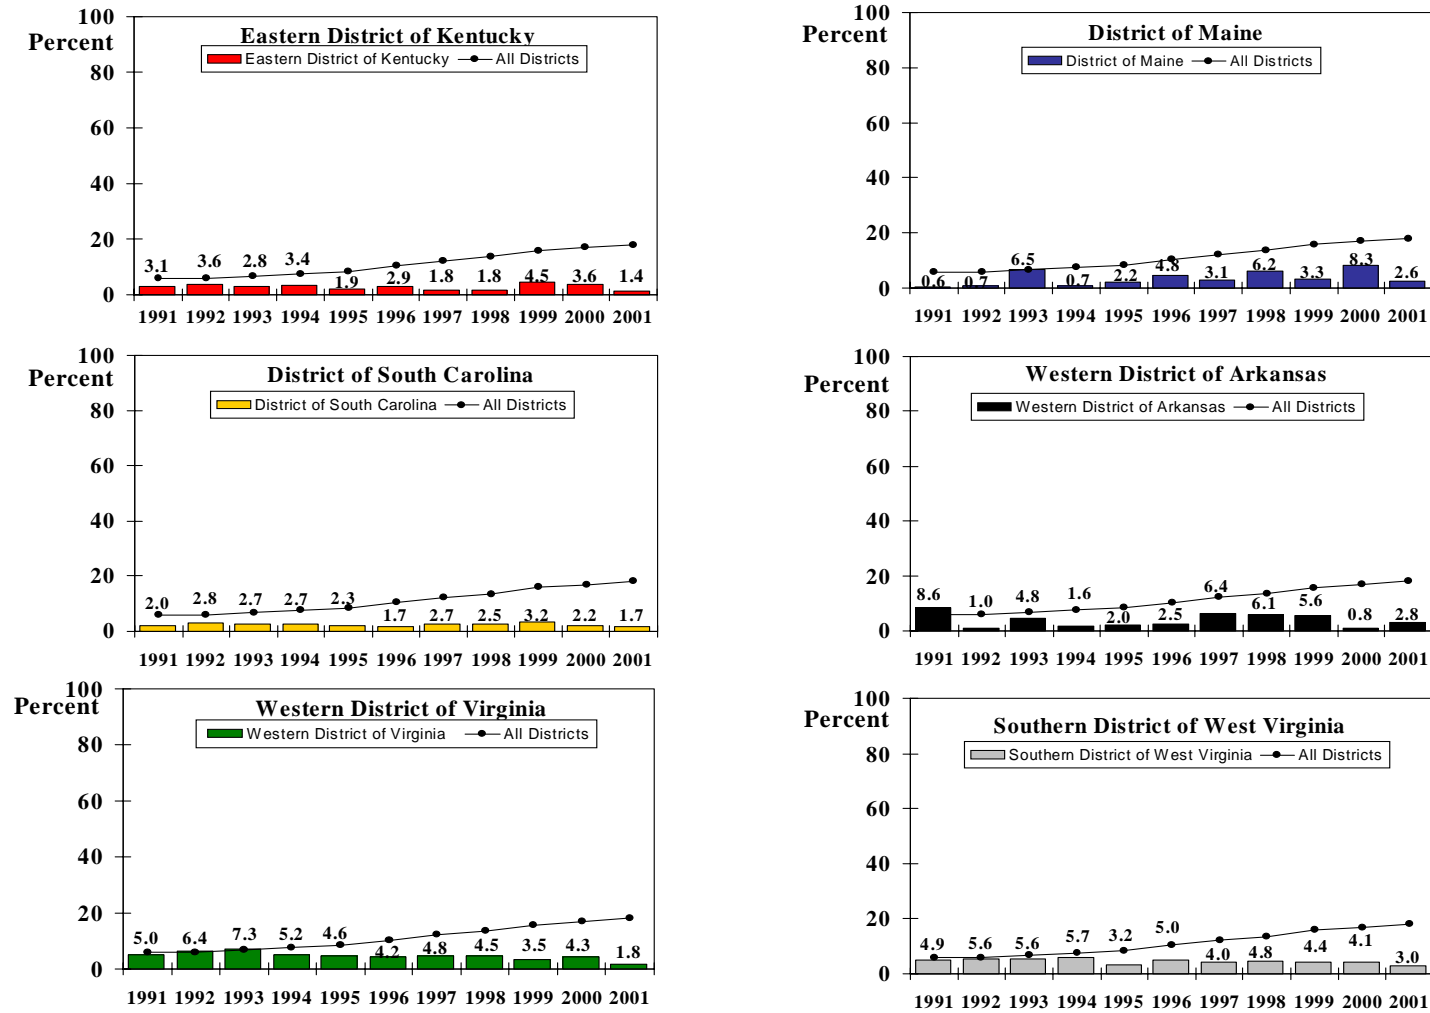 100
Percent
80
60
40
20
0
Eastern District of Kentucky
Eastern District of Kentucky All Districts
3.1 3.6 2.8 3.4 1.9 2.9 1.8 1.8 4.5 3.6 1.4
1991 1992 1993 1994 1995 1996 1997 1998 1999 2000 2001
100
Percent
80
60
40
20
0
District of Maine
District of Maine All Districts
0.6 0.7 6.5 0.7 2.2 4.8 3.1 6.2 3.3 8.3 2.6
1991 1992 1993 1994 1995 1996 1997 1998 1999 2000 2001
100
Percent
80
60
40
20
0
District of South Carolina
District of South Carolina All Districts
2.0 2.8 2.7 2.7 2.3 1.7 2.7 2.5 3.2 2.2 1.7
1991 1992 1993 1994 1995 1996 1997 1998 1999 2000 2001
100
Percent
80
60
40
20
0
Western District of Arkansas
Western District of Arkansas All Districts
8.6 1.0 4.8 1.6 2.0 2.5 6.4 6.1 5.6 0.8 2.8
1991 1992 1993 1994 1995 1996 1997 1998 1999 2000 2001
100
Percent
80
60
40
20
0
Western District of Virginia
Western District of Virginia All Districts
5.0 6.4 7.3 5.2 4.6 4.2 4.8 4.5 3.5 4.3 1.8
1991 1992 1993 1994 1995 1996 1997 1998 1999 2000 2001
100
Percent
80
60
40
20
0
Southern District of West Virginia
Southern District of West Virginia All Districts
4.9 5.6 5.6 5.7 3.2 5.0 4.0 4.8 4.4 4.1 3.0
1991 1992 1993 1994 1995 1996 1997 1998 1999 2000 2001